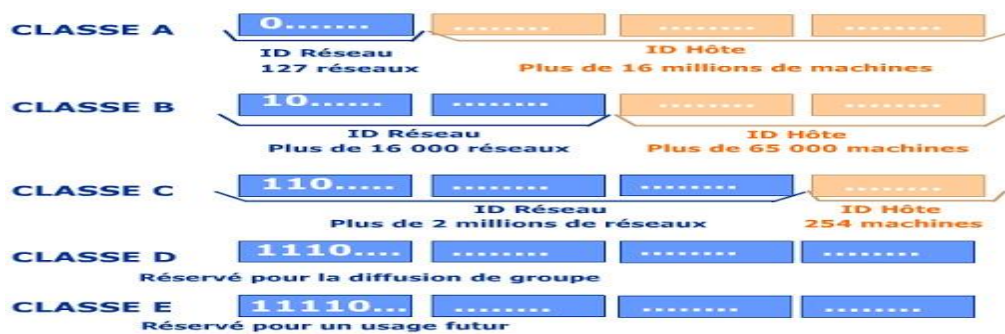 CLASSE A 0....... ........ ........ ........
ID Réseau ID Hôte
127 réseaux Plus de 16 millions de machines
CLASSE B 10...... ........ ........ ........
ID Réseau ID Hôte
Plus de 16 000 réseaux Plus de 65 000 machines
CLASSE C 110..... ........ ........ ........
ID Réseau ID Hôte
Plus de 2 millions de réseaux 254 machines
CLASSE D 1110.... ........ ........ ........
Réservé pour la diffusion de groupe
CLASSE E 11110... ........ ........ ........
Réservé pour un usage futur